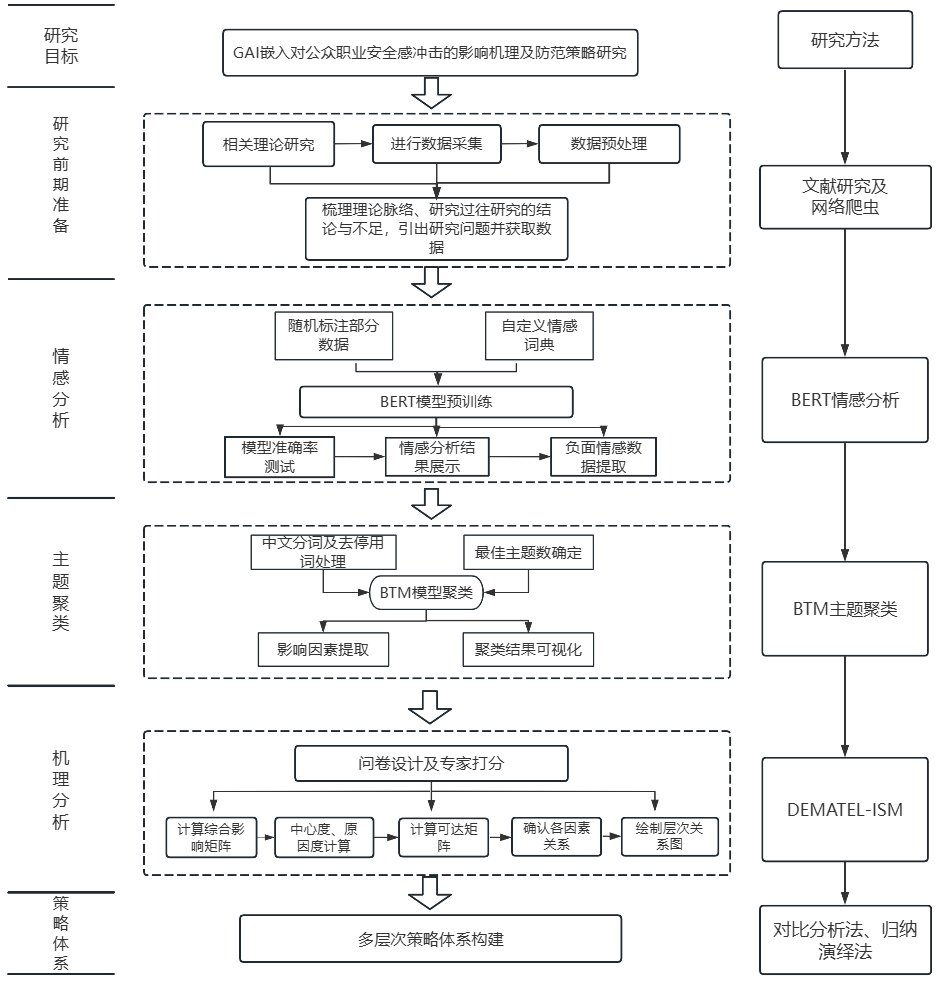 研究
目标
GAI嵌入对公众职业安全感冲击的影响机理及防范策略研究
研究方法
研
究
前
期
准
备
相关理论研究
进行数据采集
数据预处理
梳理理论脉络、研究过往研究的结
论与不足，引出研究问题并获取数
据
文献研究及
网络爬虫
情
感
分
析
随机标注部分
数据
自定义情感
词典
BERT模型预训练
模型准确率
测试
情感分析结
果展示
负面情感数
据提取
BERT情感分析
主
题
聚
类
中文分词及去停用
词处理
最佳主题数确定
BTM模型聚类
影响因素提取
聚类结果可视化
BTM主题聚类
机
理
分
析
问卷设计及专家打分
计算综合影
响矩阵
中心度、原
因度计算
计算可达矩
阵
确认各因素
关系
绘制层次关
系图
DEMATEL-ISM
策
略
体
系
多层次策略体系构建
对比分析法、归纳
演绎法